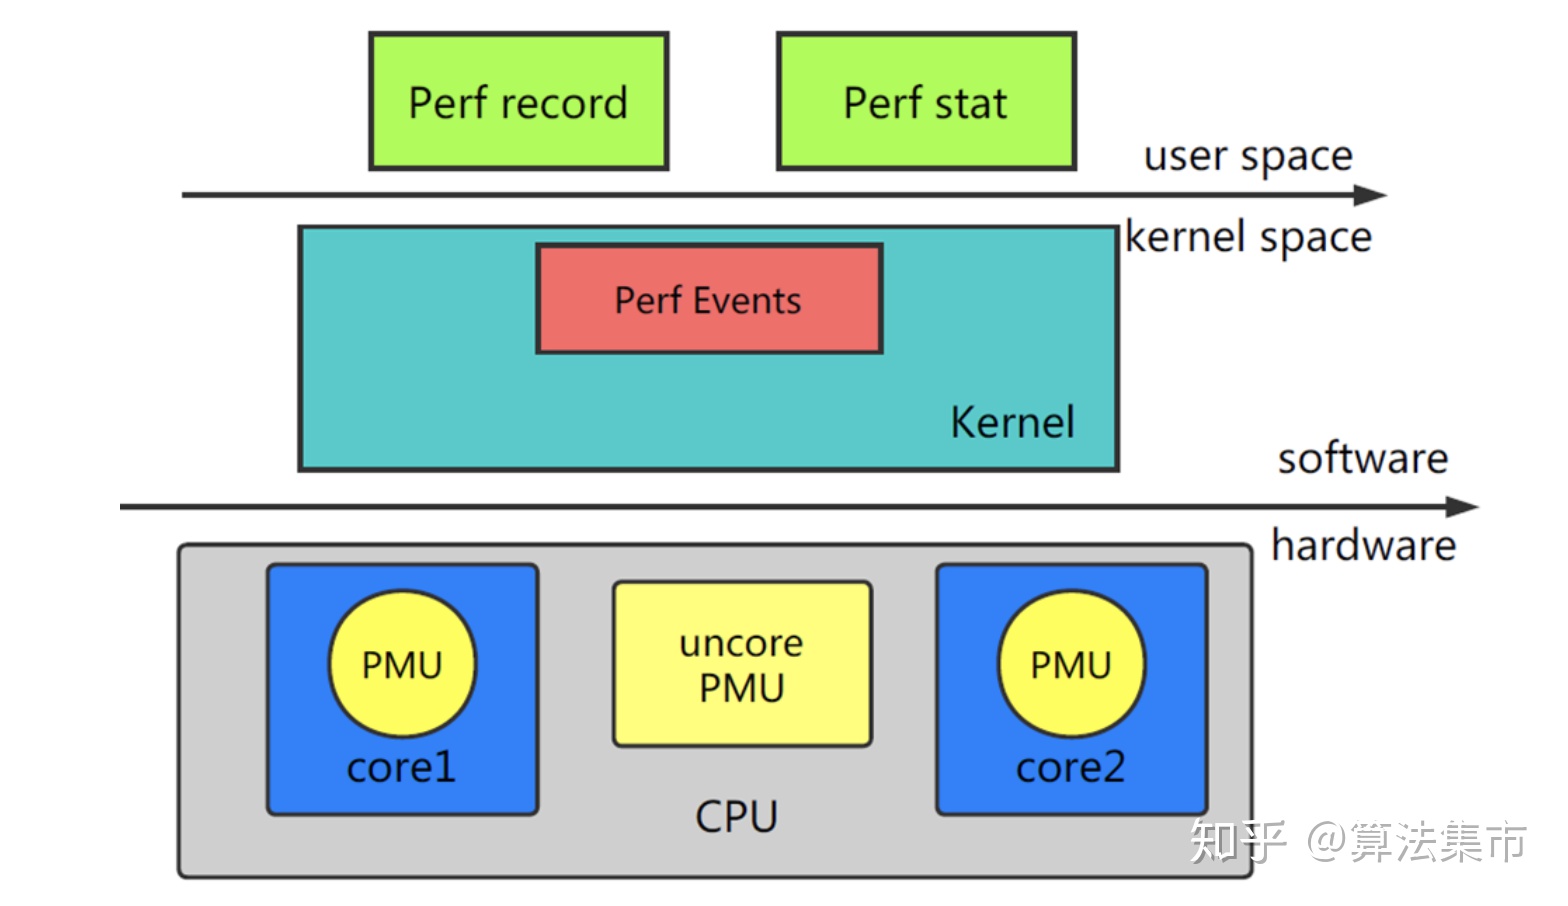 Perf record
Perf stat
user space
kernel space
Perf Events
Kernel
software
hardware
PMU
core1
uncore
PMU
PMU
core2
CPU
知乎 @算法集市